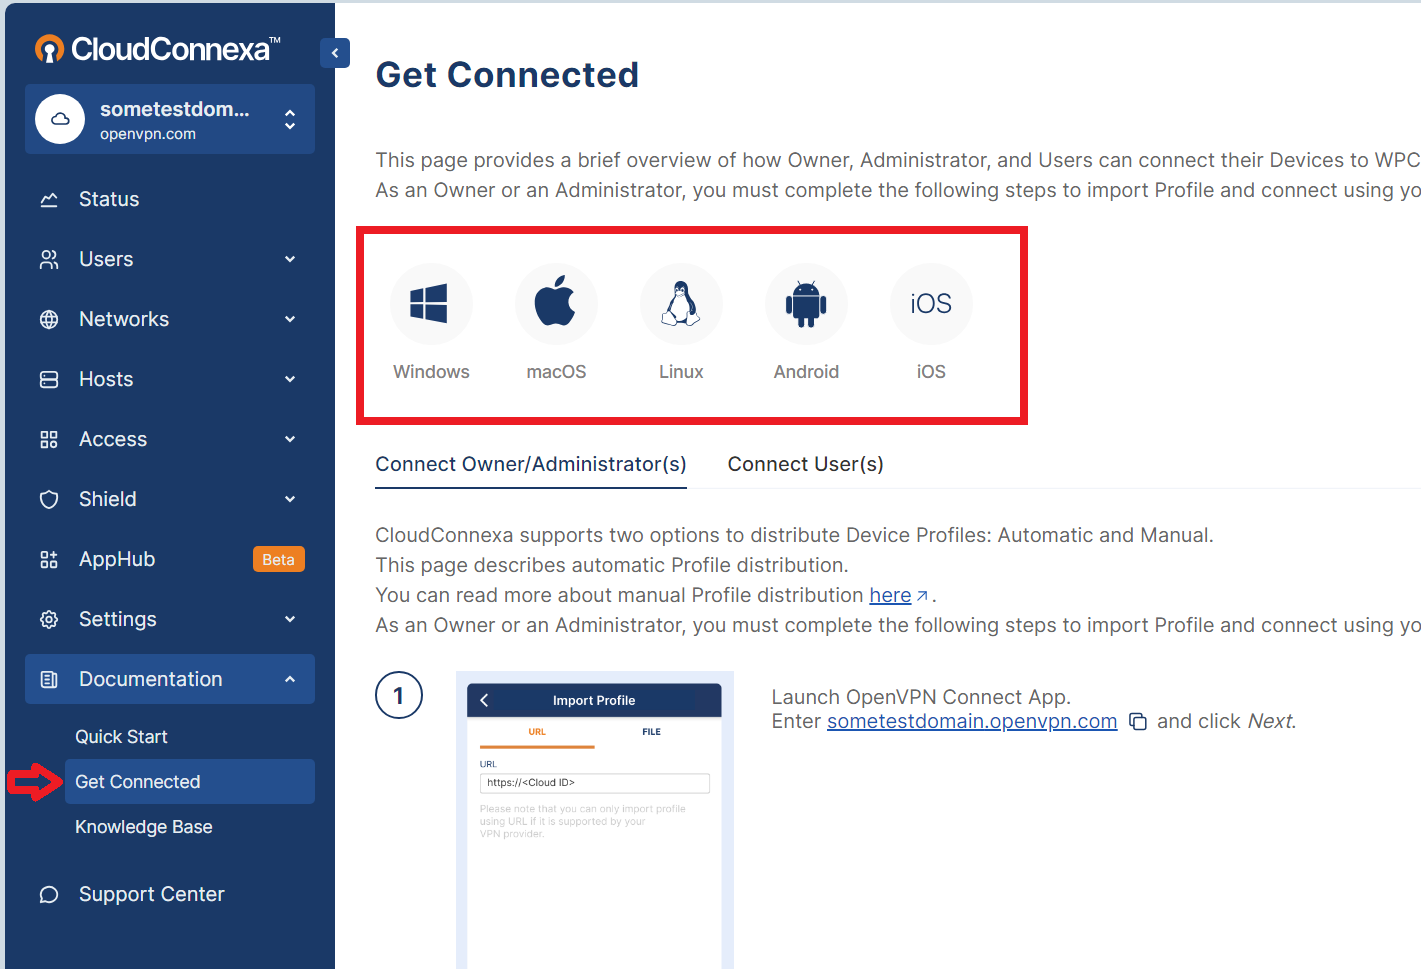 CloudConnexa™
sometestdom...
openvpn.com
Status
Users
Networks
Hosts
Access
Shield
AppHub Beta
Settings
Documentation
Quick Start
Get Connected
Knowledge Base
Support Center
Get Connected
This page provides a brief overview of how Owner, Administrator, and Users can connect their Devices to WPC
As an Owner or an Administrator, you must complete the following steps to import Profile and connect using yo
iOS
Windows macOS Linux Android iOS
Connect Owner/Administrator(s) Connect User(s)
CloudConnexa supports two options to distribute Device Profiles: Automatic and Manual.
This page describes automatic Profile distribution.
You can read more about manual Profile distribution here.
As an Owner or an Administrator, you must complete the following steps to import Profile and connect using yo
1
Import Profile
URL FILE
URL
https://<Cloud ID>
Please note that you can only import profile
using URL if it is supported by your
VPN provider.
Launch OpenVPN Connect App.
Enter sometestdomain.openvpn.com and click Next.